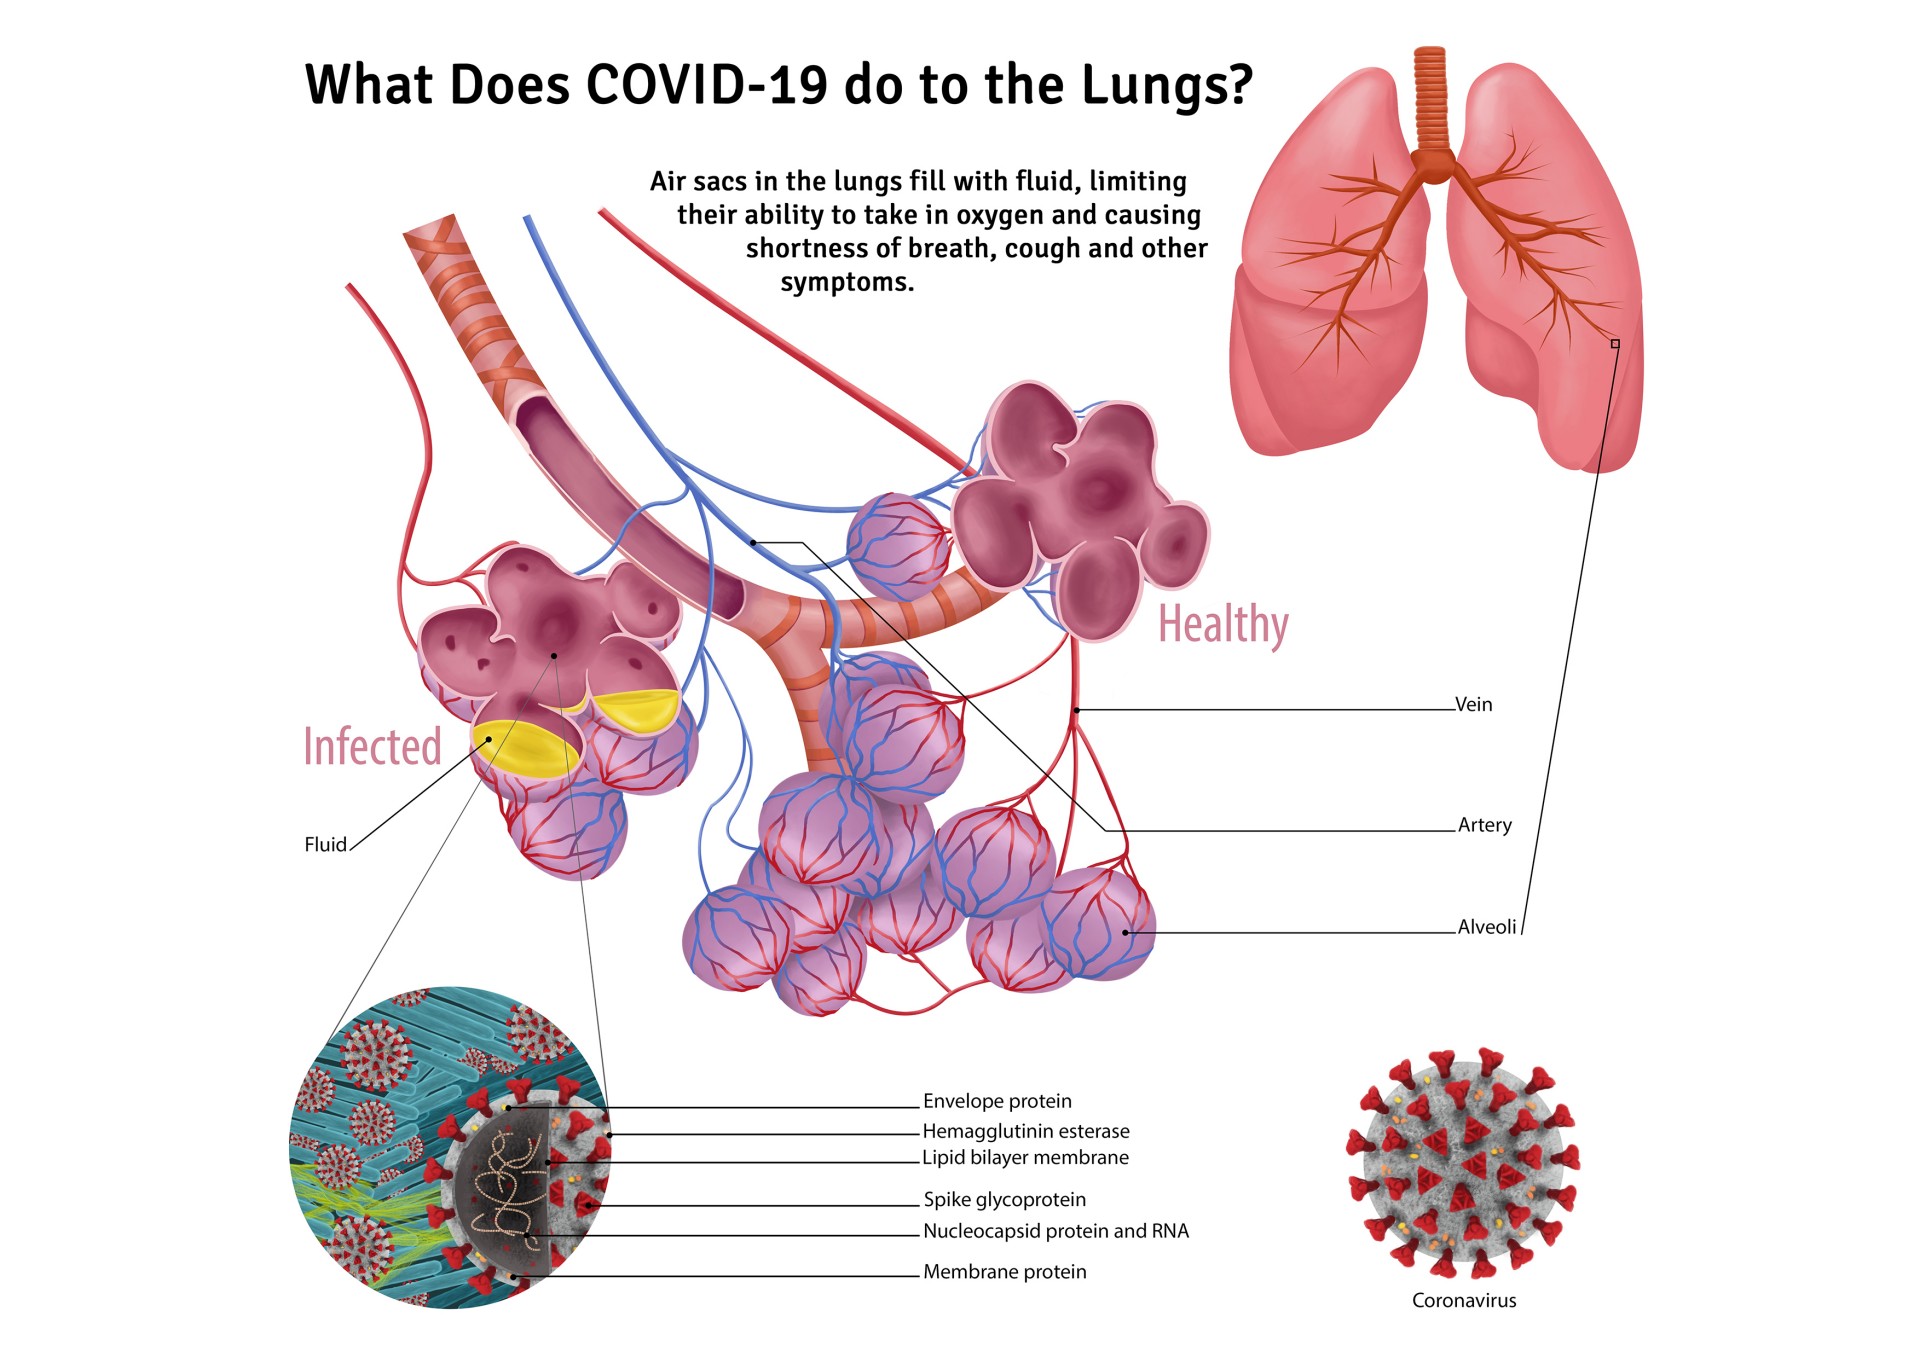 What Does COVID-19 do to the Lungs?
Air sacs in the lungs fill with fluid, limiting
their ability to take in oxygen and causing
shortness of breath, cough and other
symptoms.
Healthy
Infected
Vein
Artery
Fluid
Alveoli
Envelope protein
Hemagglutinin esterase
Lipid bilayer membrane
Spike glycoprotein
Nucleocapsid protein and RNA
Membrane protein
Coronavirus